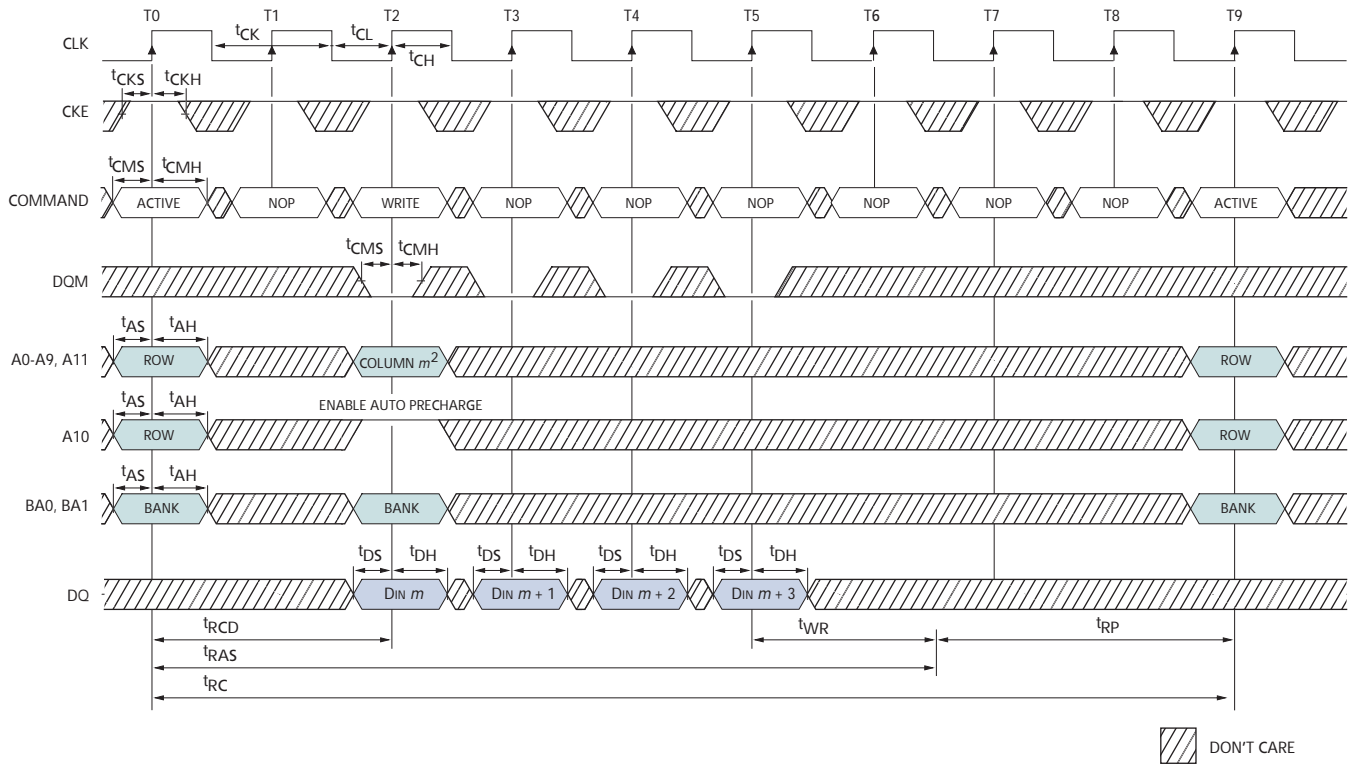 T0 T1 T2 T3 T4 T5 T6 T7 T8 T9
CLK
tCK tCL
tCH
tCKS tCKH
CKE
tCMS tCMH
COMMAND ACTIVE NOP WRITE NOP NOP NOP NOP NOP NOP ACTIVE
tCMS tCMH
DQM
tAS tAH
A0-A9, A11 ROW COLUMN m² ROW
ENABLE AUTO PRECHARGE
tAS tAH
A10 ROW ROW
tAS tAH
BA0, BA1 BANK BANK BANK
tDS tDH tDS tDH tDS tDH tDS tDH
DQ DIN m DIN m + 1 DIN m + 2 DIN m + 3
tRCD tWR tRP
tRAS
tRC
DON'T CARE